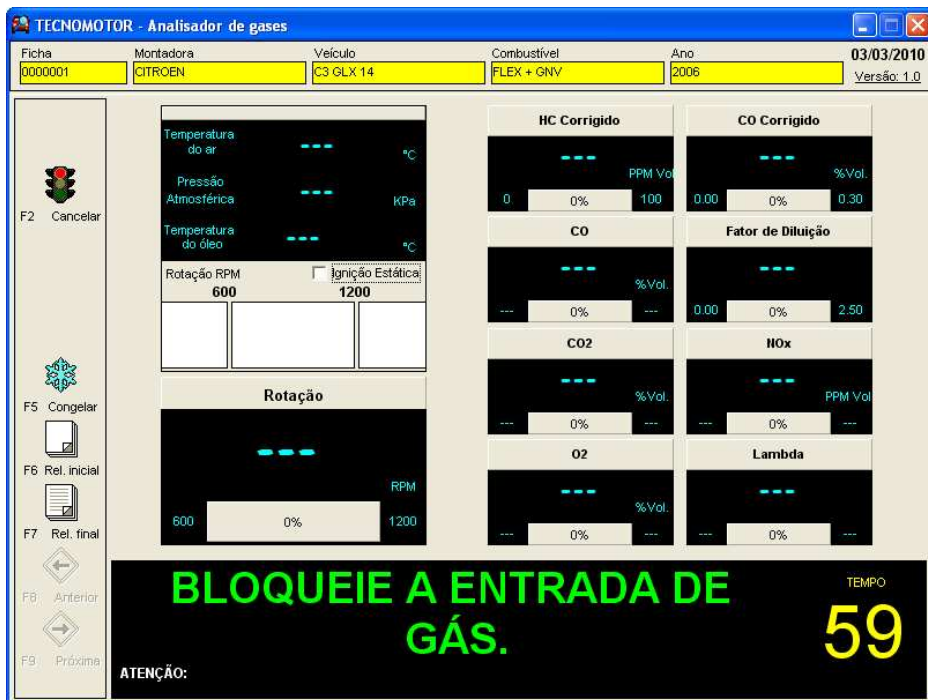 TECNOMOTOR - Analisador de gases
Ficha Montadora Veículo Combustível Ano 03/03/2010
0000001 CITROEN C3 GLX 14 FLEX + GNV 2006 Versão: 1.0
F2 Cancelar
F5 Congelar
F6 Rel. inicial
F7 Rel. final
F8 Anterior
F9 Próxima
Temperatura
do ar --- °C
Pressão
Atmosférica --- KPa
Temperatura
do óleo --- °C
Rotação RPM Ignição Estática
600 1200
Rotação
---
RPM
600 0% 1200
HC Corrigido
---
PPM Vol
0 0% 100
CO Corrigido
---
%Vol.
0.00 0% 0.30
CO
---
%Vol.
--- 0% ---
Fator de Diluição
---
0.00 0% 2.50
CO2
---
%Vol.
--- 0% ---
NOx
---
PPM Vol
--- 0% ---
O2
---
%Vol.
--- 0% ---
Lambda
---
--- 0% ---
BLOQUEIE A ENTRADA DE
GÁS.
ATENÇÃO:
TEMPO
59